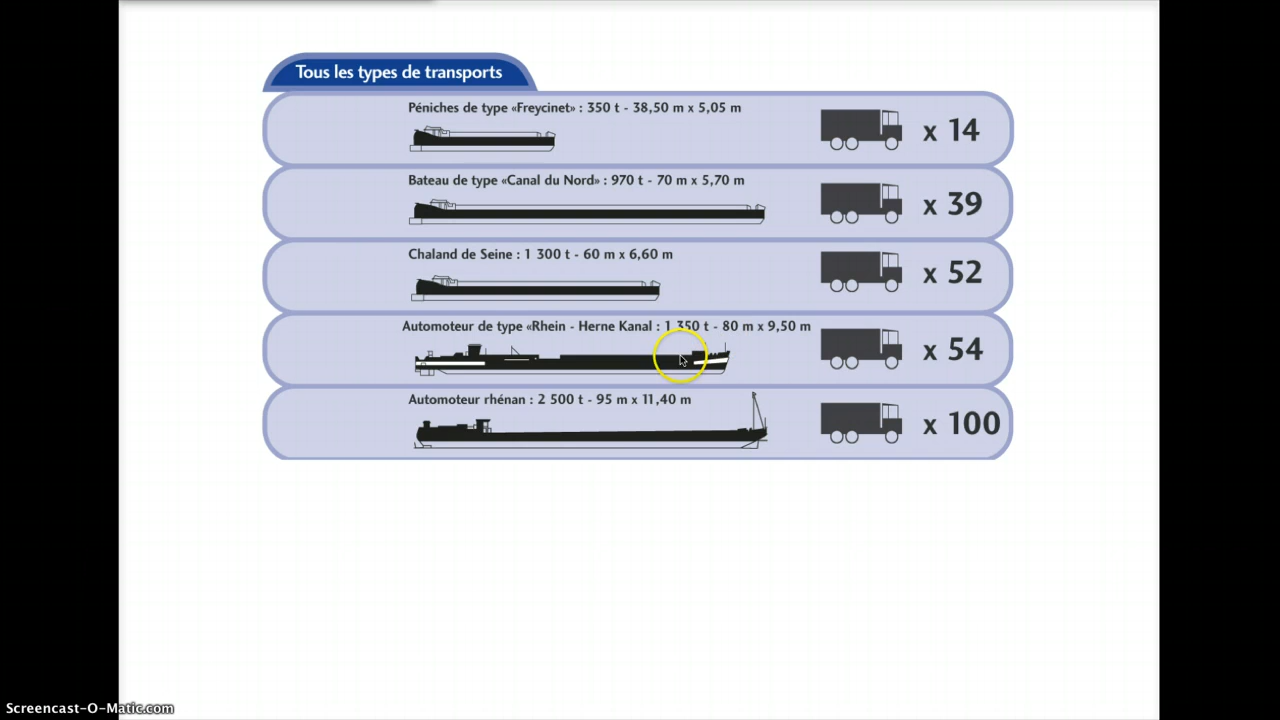 Tous les types de transports
Péniches de type «Freycinet» : 350 t - 38,50 m x 5,05 m
x 14
Bateau de type «Canal du Nord» : 970 t - 70 m x 5,70 m
x 39
Chaland de Seine : 1 300 t - 60 m x 6,60 m
x 52
Automoteur de type «Rhein - Herne Kanal : 1 350 t - 80 m x 9,50 m
x 54
Automoteur rhénan : 2 500 t - 95 m x 11,40 m
x 100
Screencast-O-Matic.com